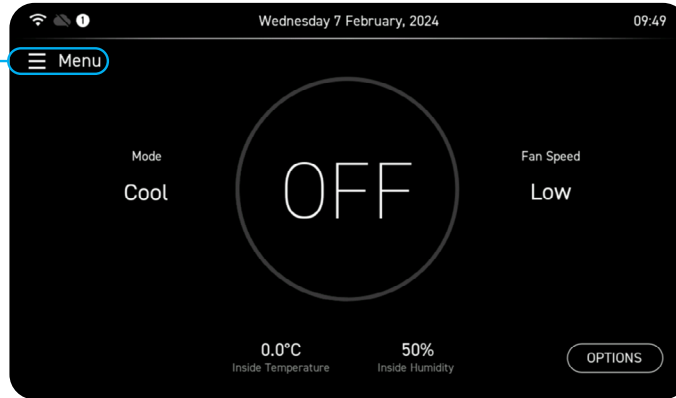 1
Wednesday 7 February, 2024
09:49
Menu
Mode
Cool
OFF
Fan Speed
Low
0.0°C
Inside Temperature
50%
Inside Humidity
OPTIONS